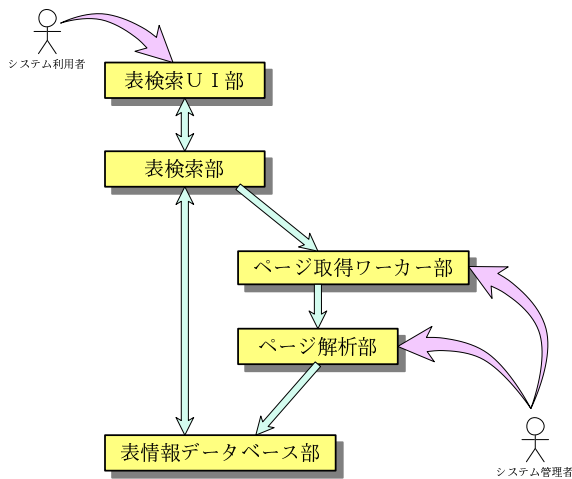 システム利用者
表検索ＵＩ部
表検索部
ページ取得ワーカー部
ページ解析部
表情報データベース部
システム管理者